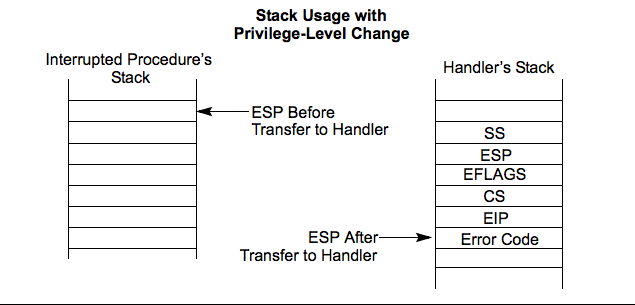 Stack Usage with
Privilege-Level Change
Interrupted Procedure's
Stack
Handler's Stack
ESP Before
Transfer to Handler
SS
ESP
EFLAGS
CS
EIP
ESP After
Transfer to Handler
Error Code